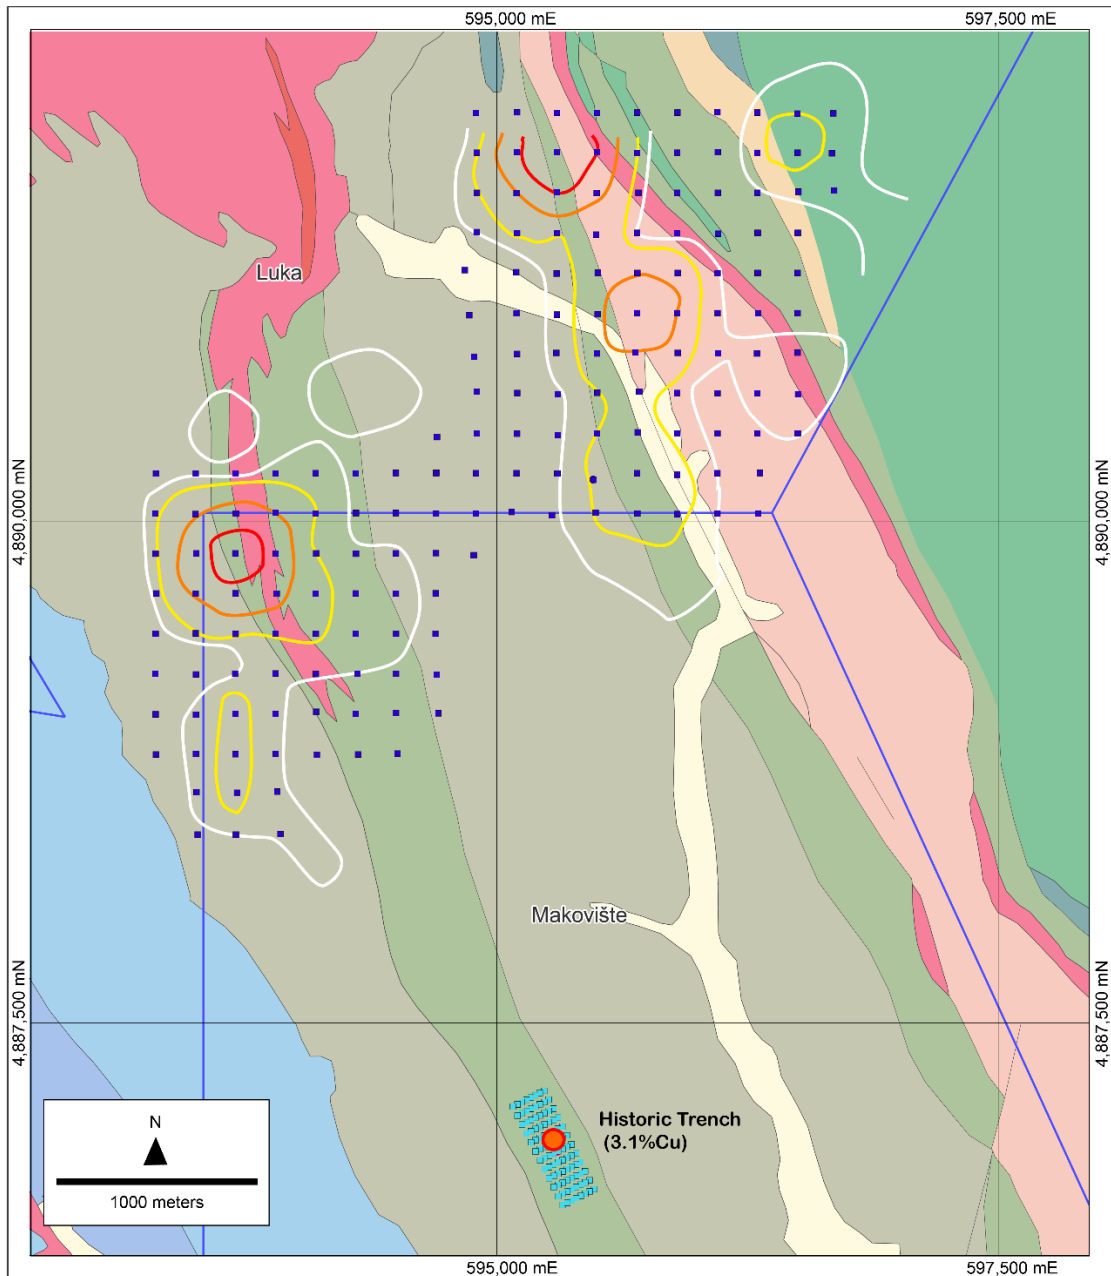 595,000 mE
597,500 mE
Luka
4,890,000 mN
4,890,000 mN
Makovište
4,887,500 mN
4,887,500 mN
Historic Trench
(3.1%Cu)
N
1000 meters
595,000 mE
597,500 mE